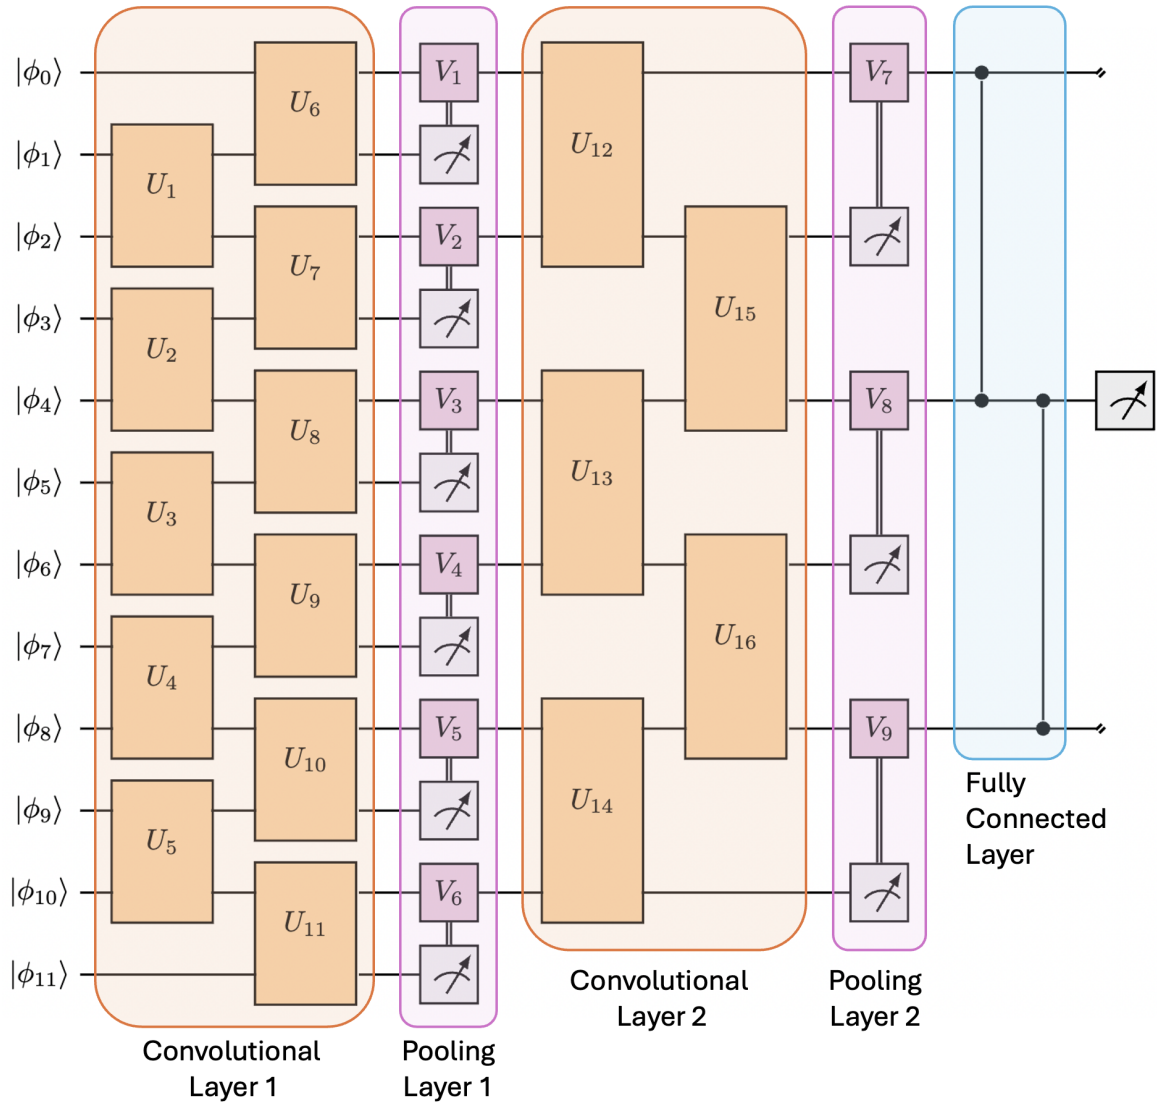 |ϕ₀⟩
|ϕ₁⟩
|ϕ₂⟩
|ϕ₃⟩
|ϕ₄⟩
|ϕ₅⟩
|ϕ₆⟩
|ϕ₇⟩
|ϕ₈⟩
|ϕ₉⟩
|ϕ₁₀⟩
|ϕ₁₁⟩
U₁
U₂
U₃
U₄
U₅
U₆
U₇
U₈
U₉
U₁₀
U₁₁
Convolutional
Layer 1
V₁
V₂
V₃
V₄
V₅
V₆
Pooling
Layer 1
U₁₂
U₁₃
U₁₄
U₁₅
U₁₆
Convolutional
Layer 2
V₇
V₈
V₉
Pooling
Layer 2
Fully
Connected
Layer